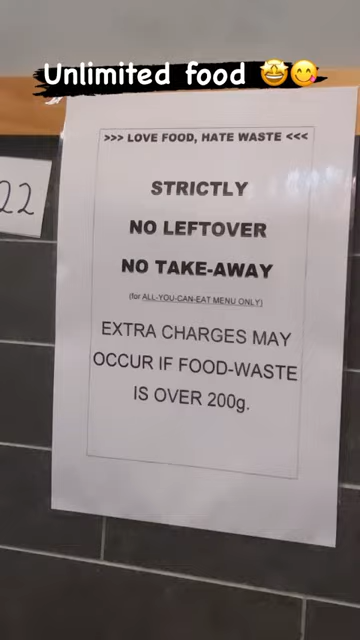 Unlimited food 🤩😋
>>> LOVE FOOD, HATE WASTE <<<
STRICTLY
NO LEFTOVER
NO TAKE-AWAY
(for ALL-YOU-CAN-EAT MENU ONLY)
EXTRA CHARGES MAY
OCCUR IF FOOD-WASTE
IS OVER 200g.
22